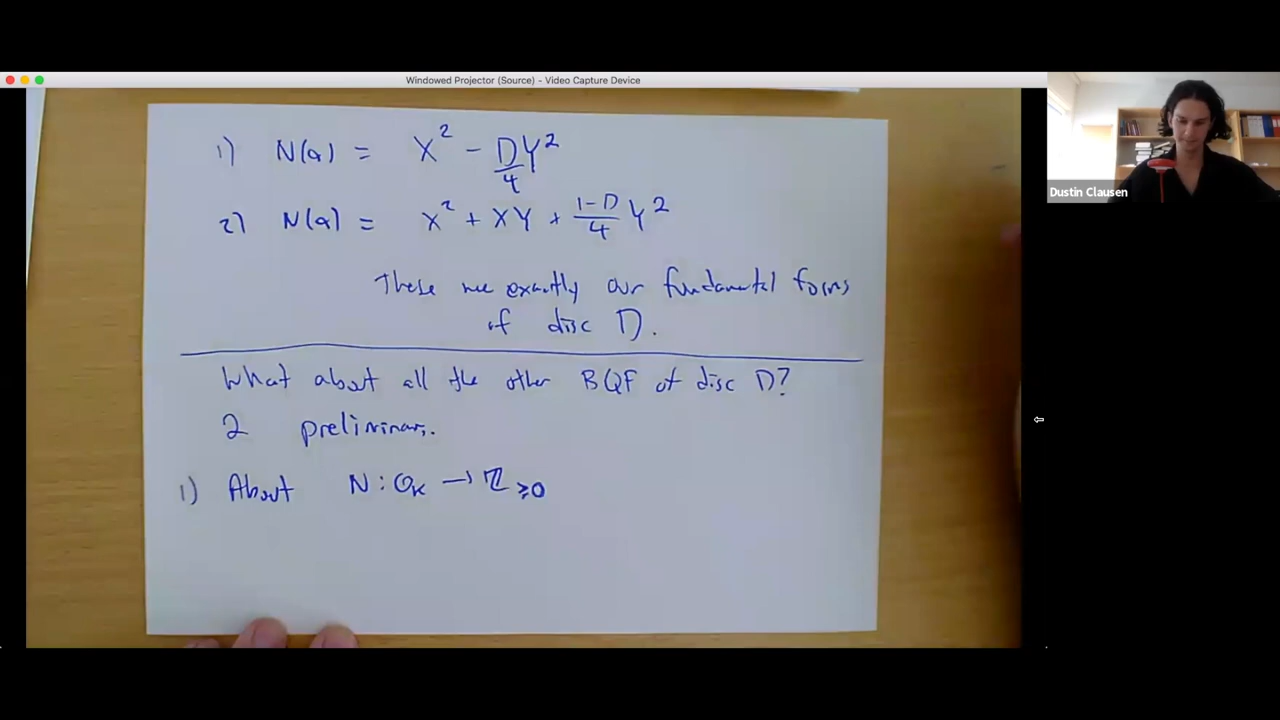 Windowed Projector (Source) - Video Capture Device
Dustin Clausen
1) N(α) = X² - D/4 Y²
2) N(α) = X² + XY + (1-D)/4 Y²
These are exactly our fundamental forms
of disc D.
What about all the other BQF of disc D?
2 preliminars.
1) About N: O_K → ℤ≥0